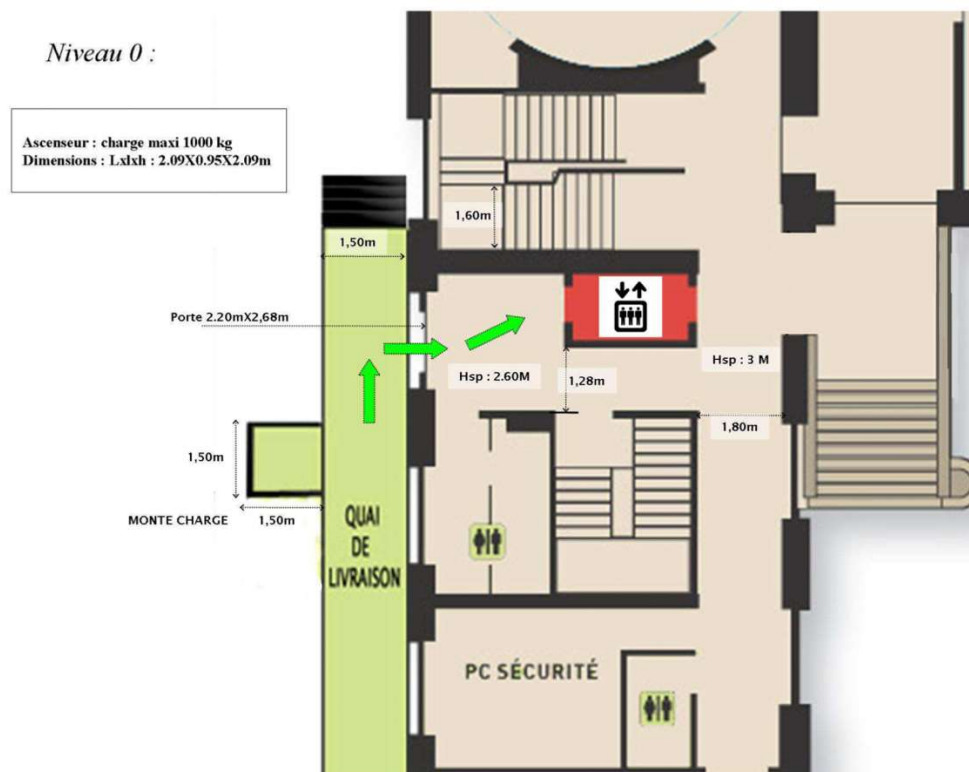 Niveau 0 :
Ascenseur : charge maxi 1000 kg
Dimensions : Lxlxh : 2.09X0.95X2.09m
1,60m
1,50m
Porte 2.20mX2,68m
Hsp : 2.60M
1,28m
Hsp : 3 M
1,80m
1,50m
MONTE CHARGE
1,50m
QUAI
DE
LIVRAISON
PC SÉCURITÉ